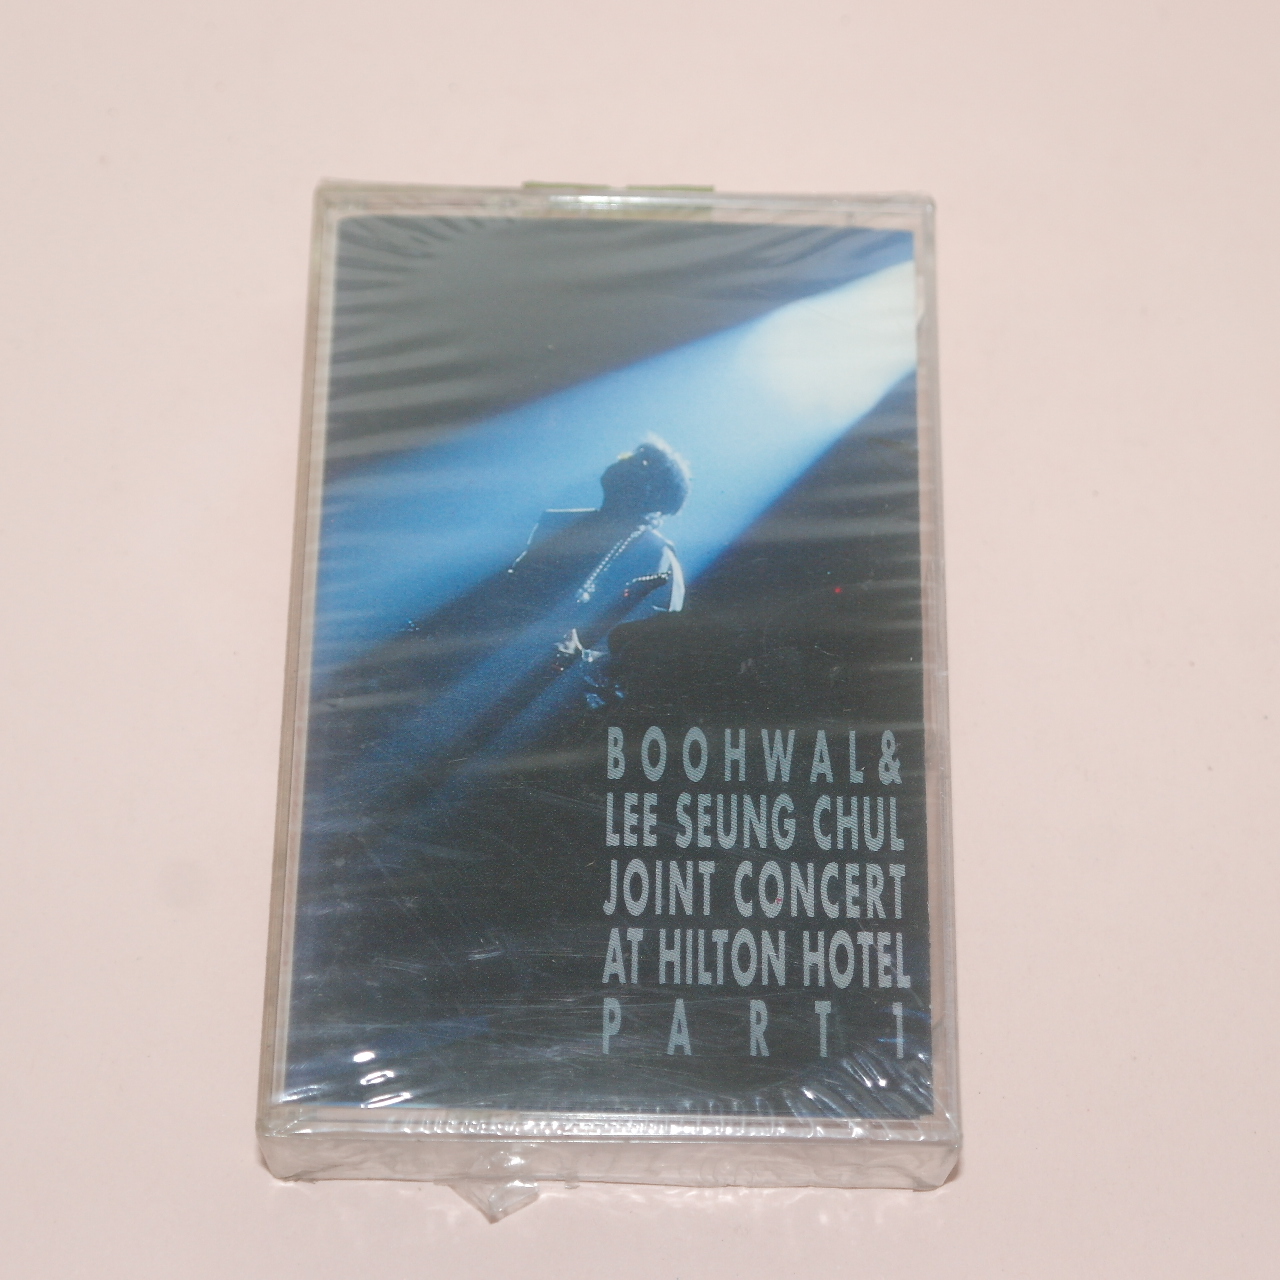 BOOHWAL&
LEE SEUNG CHUL
JOINT CONCERT
AT HILTON HOTEL
PART 1